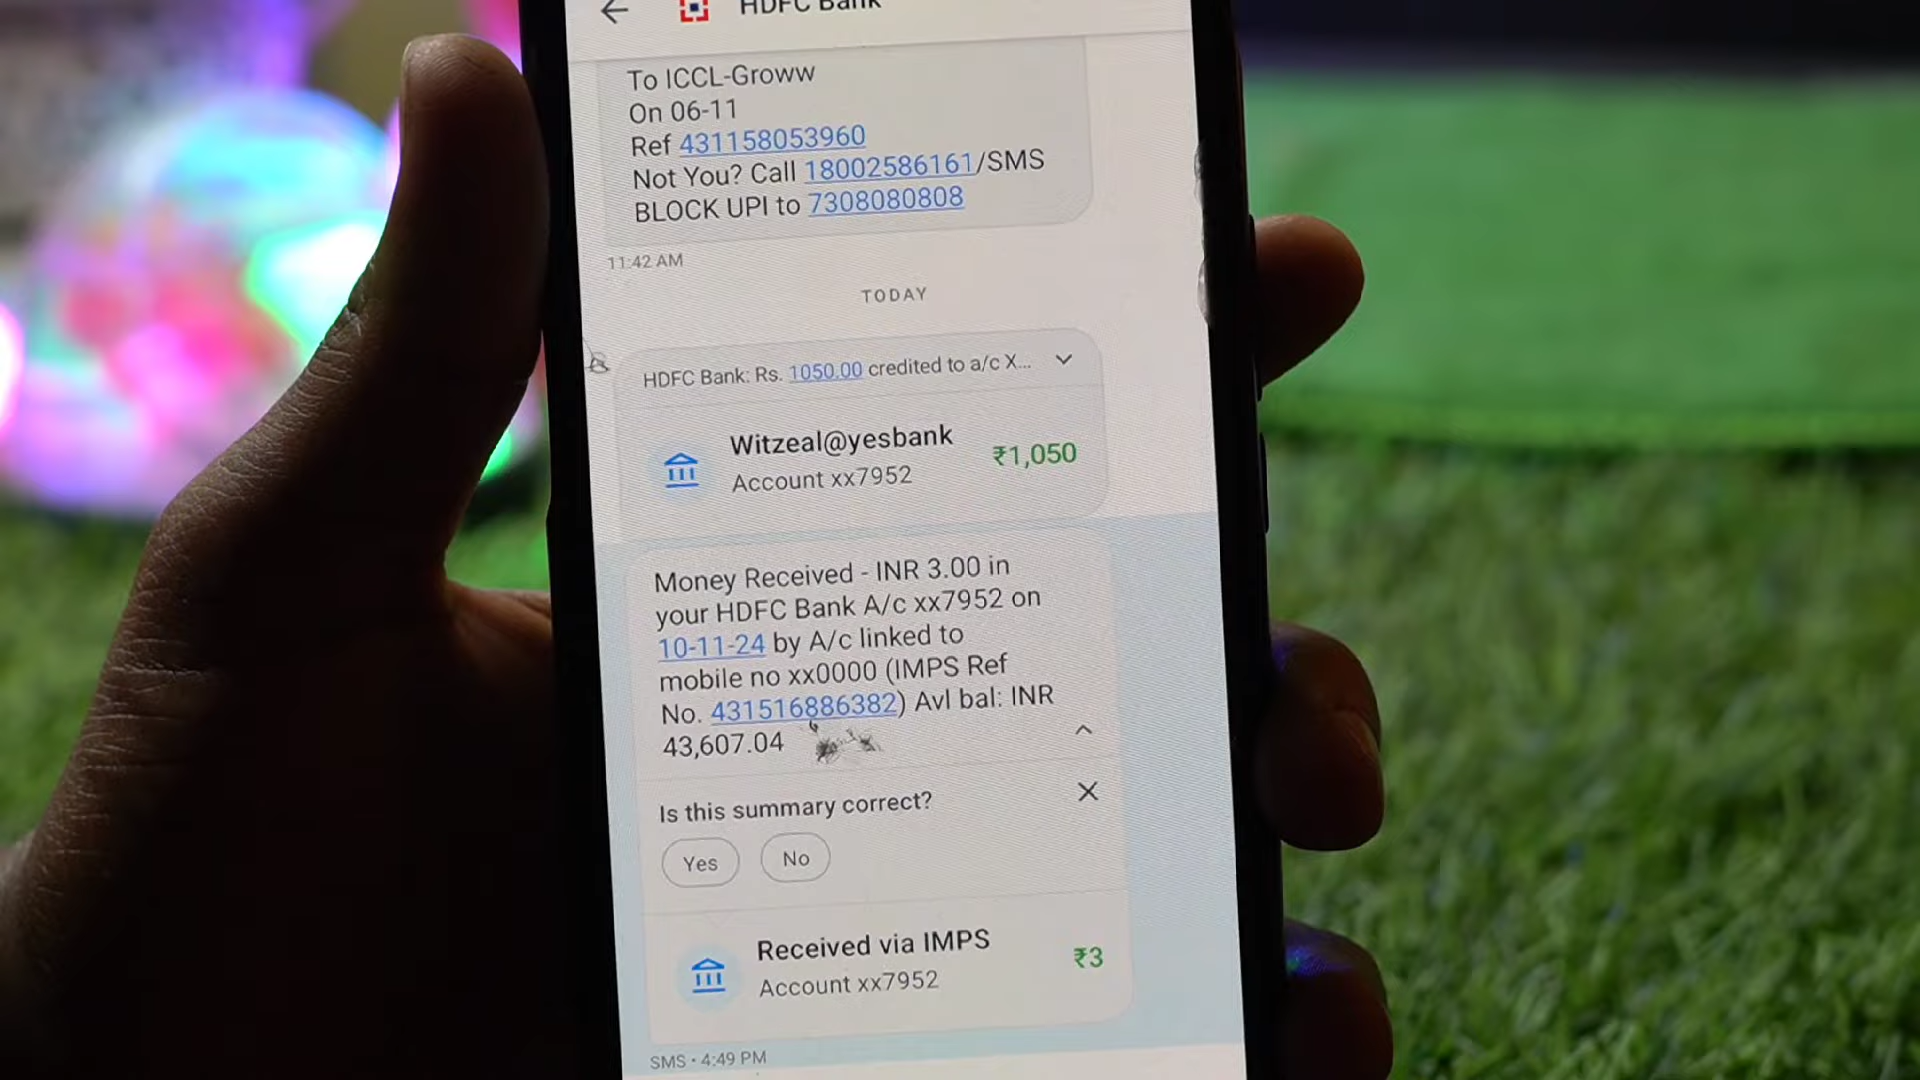 HDFC Bank
To ICCL-Groww
On 06-11
Ref 431158053960
Not You? Call 18002586161/SMS
BLOCK UPI to 7308080808
11:42 AM
TODAY
HDFC Bank: Rs. 1050.00 credited to a/c X...
Witzeal@yesbank
₹1,050
Account xx7952
Money Received - INR 3.00 in
your HDFC Bank A/c xx7952 on
10-11-24 by A/c linked to
mobile no xx0000 (IMPS Ref
No. 431516886382) Avl bal: INR
43,607.04
Is this summary correct?
Yes
No
Received via IMPS
₹3
Account xx7952
SMS • 4:49 PM